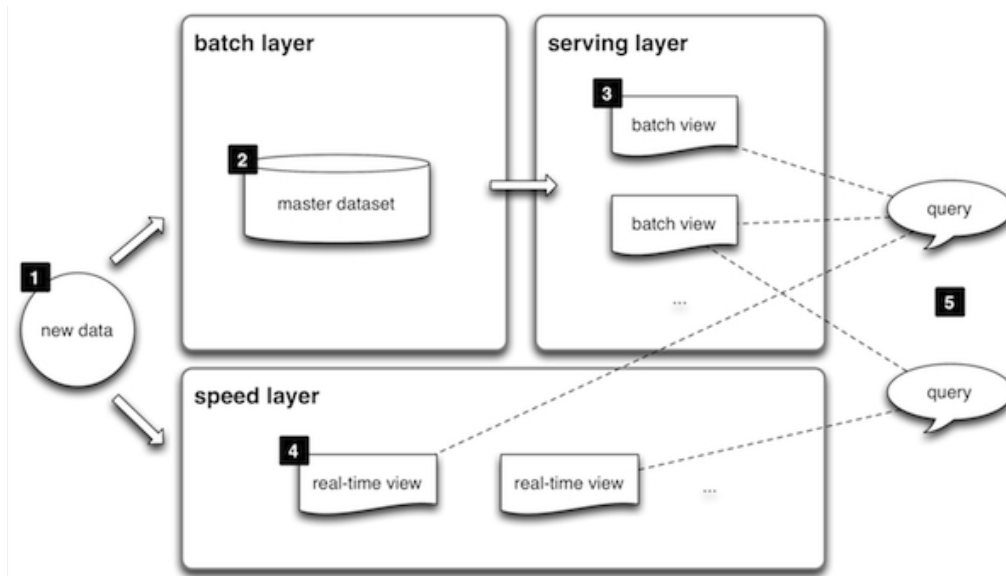 batch layer
serving layer
3
batch view
2
master dataset
batch view
query
1
new data
...
5
speed layer
query
4
real-time view
real-time view
...